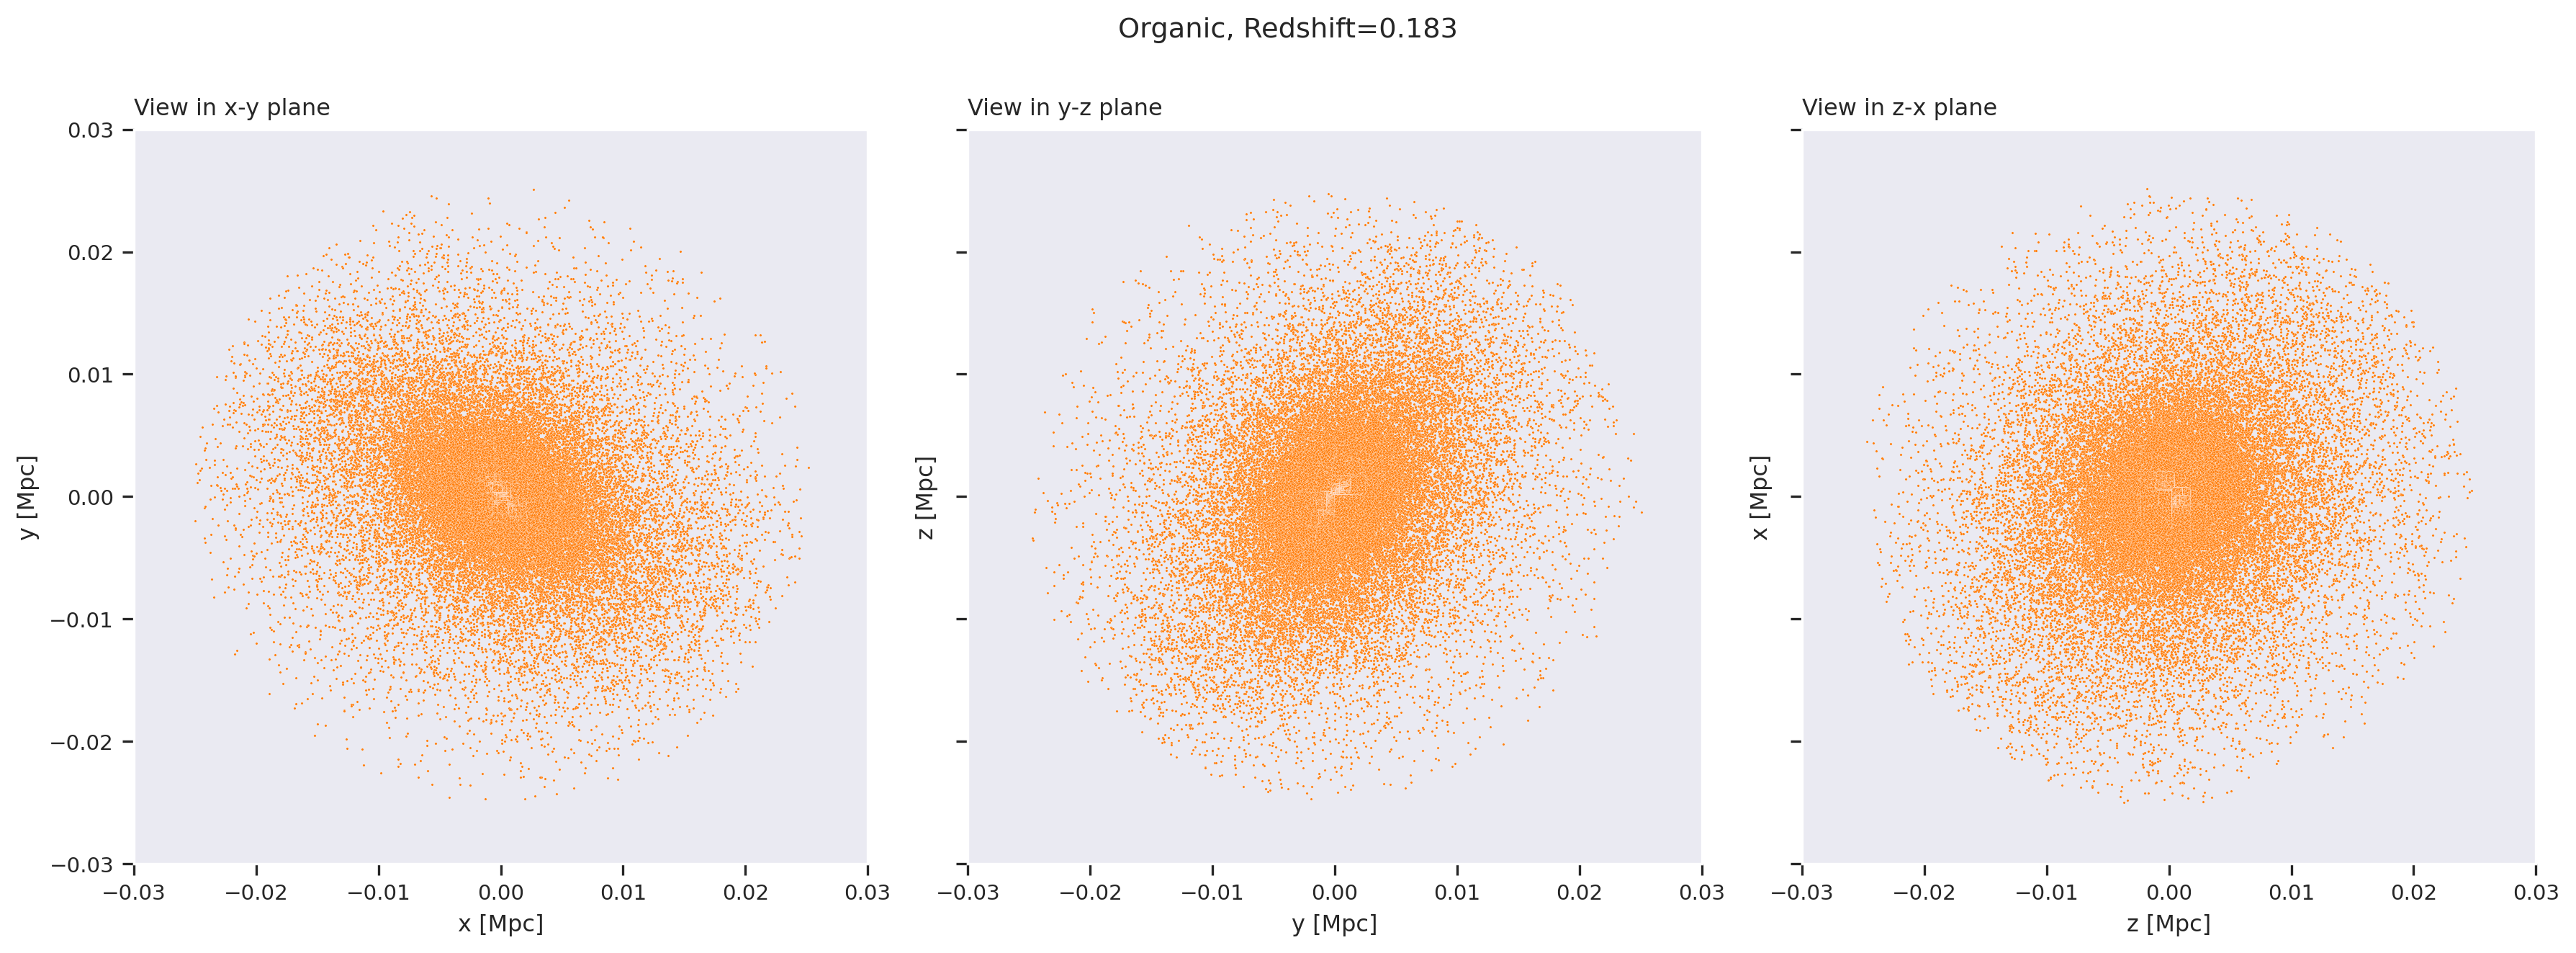 Organic, Redshift=0.183
View in x-y plane
0.03
0.02
0.01
0.00
−0.01
−0.02
−0.03
y [Mpc]
−0.03 −0.02 −0.01 0.00 0.01 0.02 0.03
x [Mpc]
View in y-z plane
z [Mpc]
−0.03 −0.02 −0.01 0.00 0.01 0.02 0.03
y [Mpc]
View in z-x plane
x [Mpc]
−0.03 −0.02 −0.01 0.00 0.01 0.02 0.03
z [Mpc]